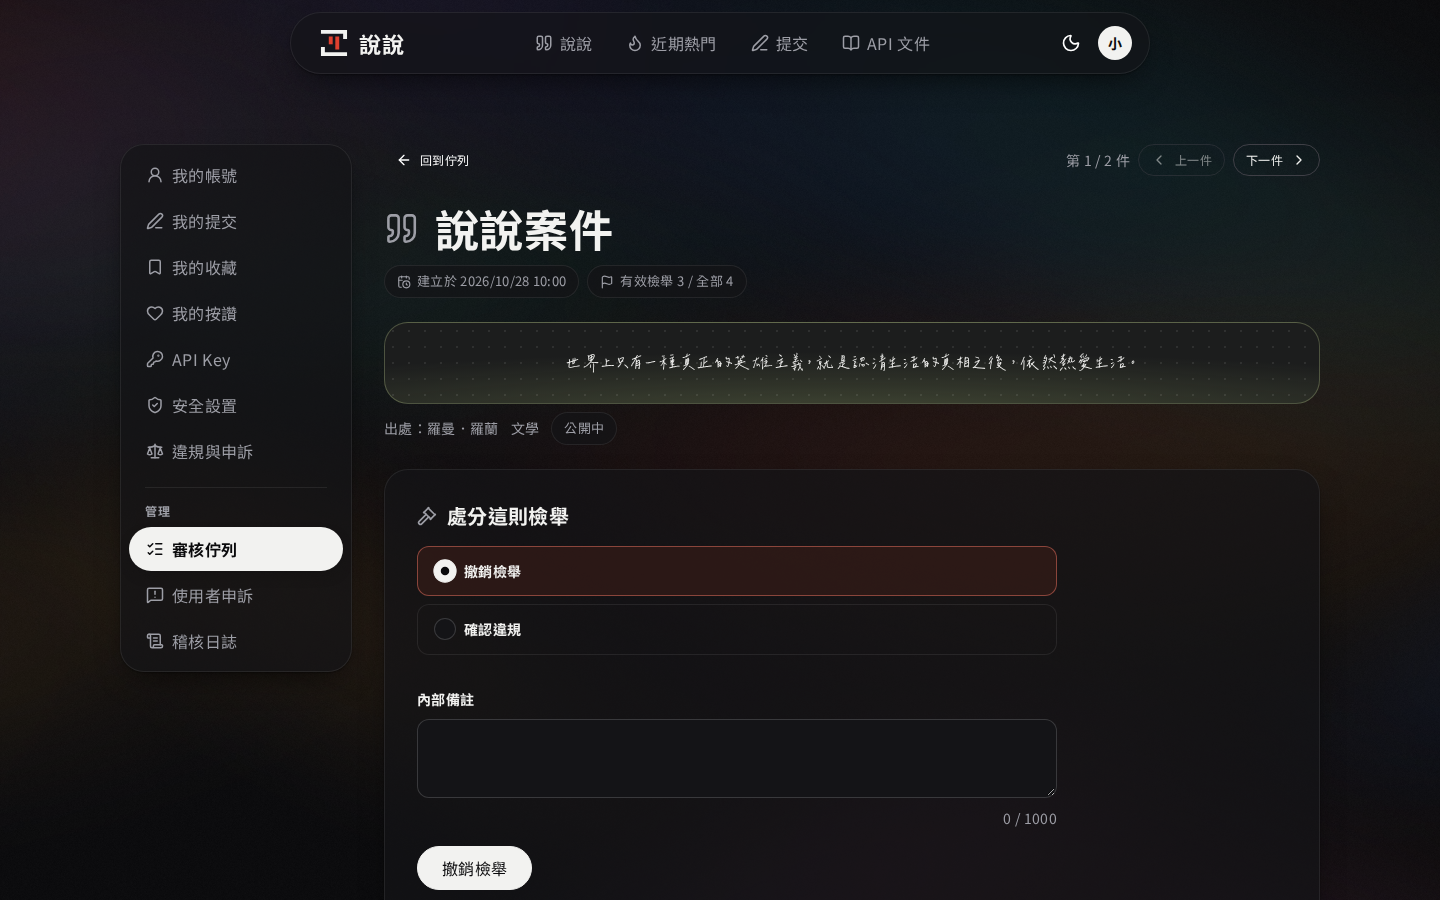 說說
說說
近期熱門
提交
API 文件
小
我的帳號
我的提交
我的收藏
我的按讚
API Key
安全設置
違規與申訴
管理
審核佇列
使用者申訴
稽核日誌
回到佇列
第 1 / 2 件
上一件
下一件
說說案件
建立於 2026/10/28 10:00
有效檢舉 3 / 全部 4
世界上只有一種真正的英雄主義，就是認清生活的真相之後，依然熱愛生活。
出處：羅曼・羅蘭 文學 公開中
處分這則檢舉
撤銷檢舉
確認違規
內部備註
0 / 1000
撤銷檢舉